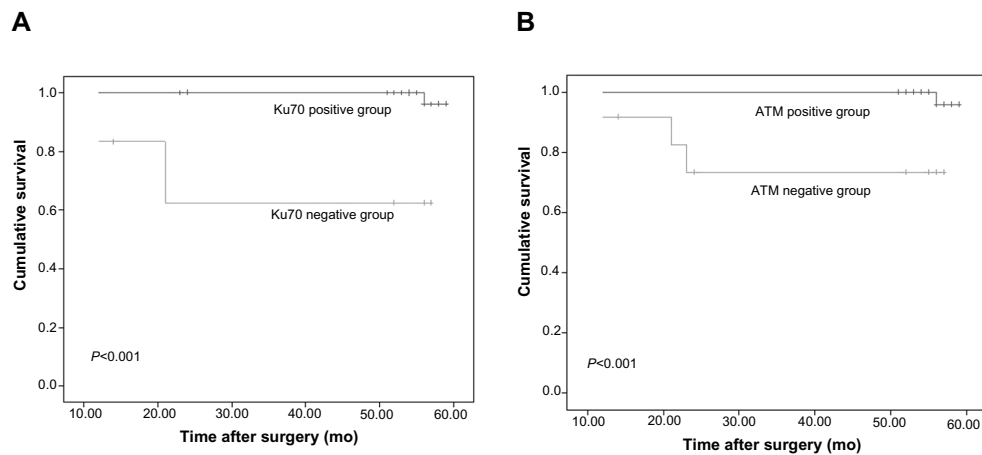 A
1.0
0.8
0.6
0.4
0.2
0.0
Cumulative survival
Ku70 positive group
Ku70 negative group
P<0.001
10.00 20.00 30.00 40.00 50.00 60.00
Time after surgery (mo)
B
1.0
0.8
0.6
0.4
0.2
0.0
Cumulative survival
ATM positive group
ATM negative group
P<0.001
10.00 20.00 30.00 40.00 50.00 60.00
Time after surgery (mo)